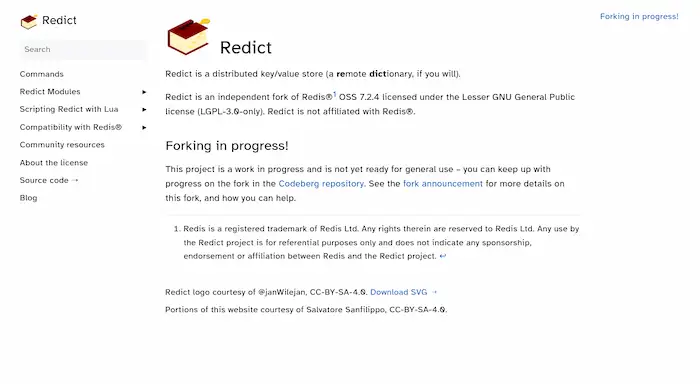 Redict
Forking in progress!
Search
Commands
Redict Modules ▸
Scripting Redict with Lua ▸
Compatibility with Redis® ▸
Community resources
About the license
Source code →
Blog
Redict
Redict is a distributed key/value store (a remote dictionary, if you will).
Redict is an independent fork of Redis®1 OSS 7.2.4 licensed under the Lesser GNU General Public
license (LGPL-3.0-only). Redict is not affiliated with Redis®.
Forking in progress!
This project is a work in progress and is not yet ready for general use – you can keep up with
progress on the fork in the Codeberg repository. See the fork announcement for more details on
this fork, and how you can help.
1. Redis is a registered trademark of Redis Ltd. Any rights therein are reserved to Redis Ltd. Any use by
the Redict project is for referential purposes only and does not indicate any sponsorship,
endorsement or affiliation between Redis and the Redict project. ↩
Redict logo courtesy of @janWilejan, CC-BY-SA-4.0. Download SVG →
Portions of this website courtesy of Salvatore Sanfilippo, CC-BY-SA-4.0.